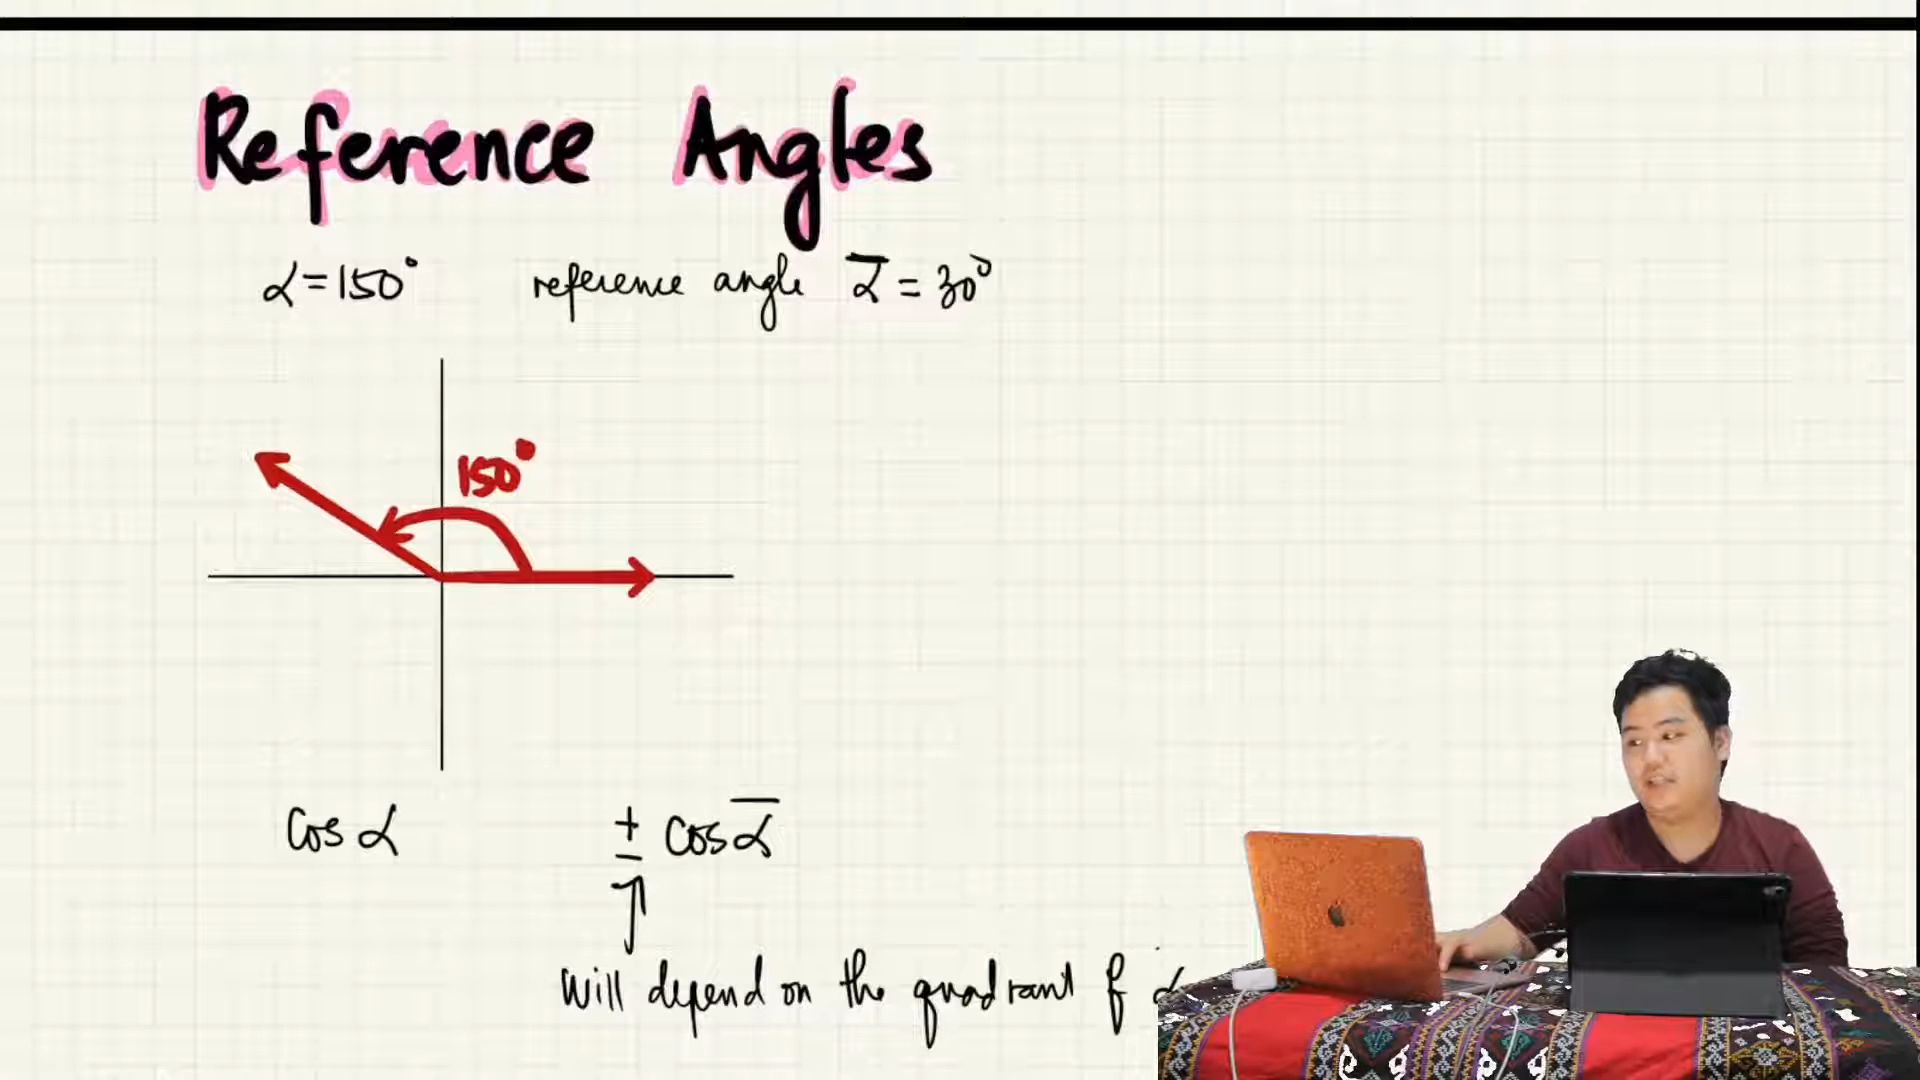 Reference Angles
α = 150° reference angle ᾱ = 30°
150°
cos α ± cos ᾱ
will depend on the quadrant of α